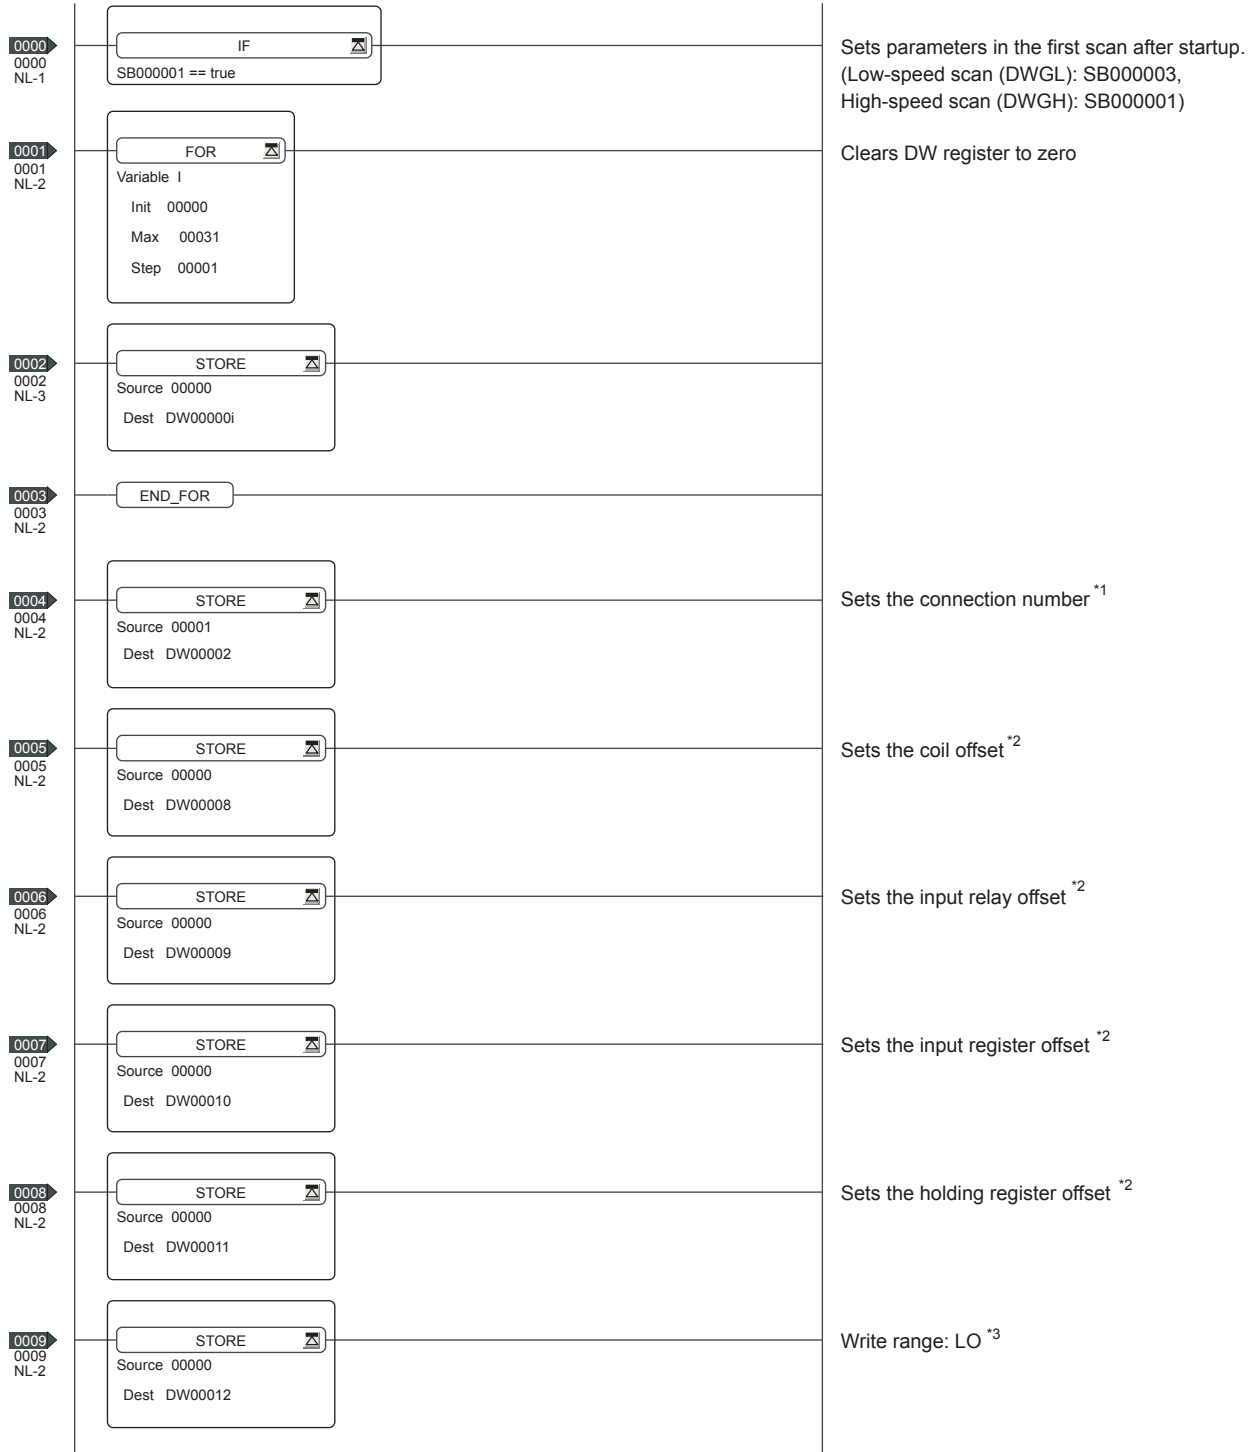 0000
0000
NL-1
IF
SB000001 == true
Sets parameters in the first scan after startup.
(Low-speed scan (DWGL): SB000003,
High-speed scan (DWGH): SB000001)
0001
0001
NL-2
FOR
Variable I
Init 00000
Max 00031
Step 00001
Clears DW register to zero
0002
0002
NL-3
STORE
Source 00000
Dest DW00000i
0003
0003
NL-2
END_FOR
0004
0004
NL-2
STORE
Source 00001
Dest DW00002
Sets the connection number *1
0005
0005
NL-2
STORE
Source 00000
Dest DW00008
Sets the coil offset *2
0006
0006
NL-2
STORE
Source 00000
Dest DW00009
Sets the input relay offset *2
0007
0007
NL-2
STORE
Source 00000
Dest DW00010
Sets the input register offset *2
0008
0008
NL-2
STORE
Source 00000
Dest DW00011
Sets the holding register offset *2
0009
0009
NL-2
STORE
Source 00000
Dest DW00012
Write range: LO *3